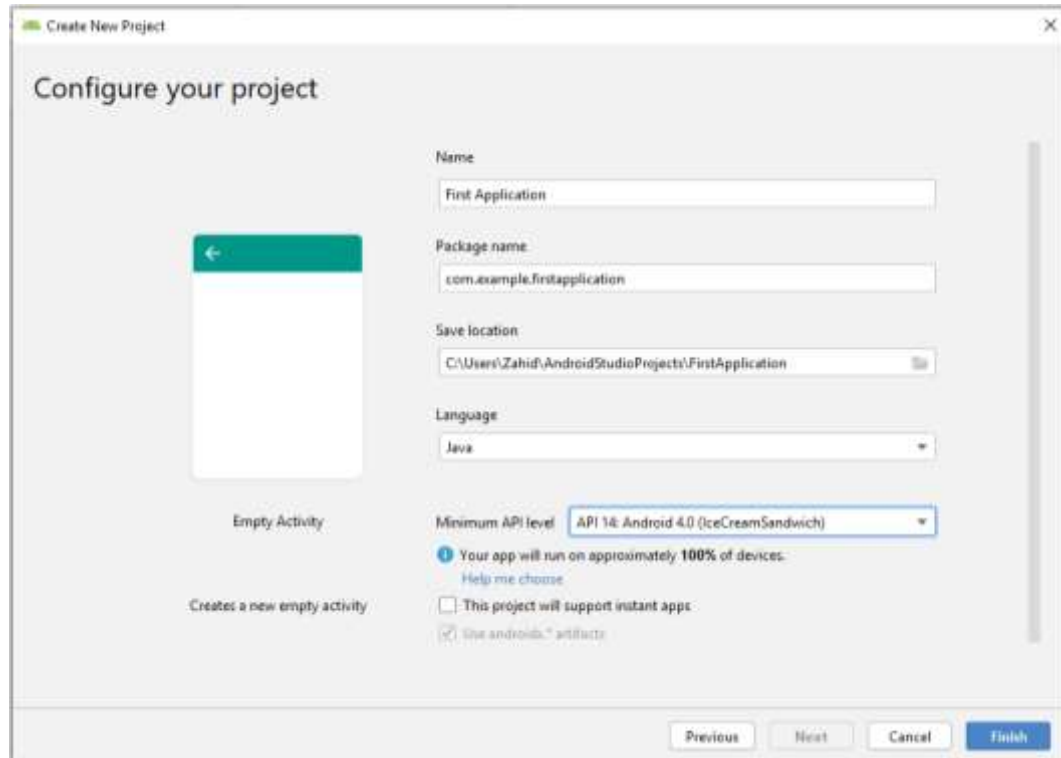 Create New Project
Configure your project
Name
First Application
Package name
com.example.firstapplication
Save location
C:\Users\Zahid\AndroidStudioProjects\FirstApplication
Language
Java
Empty Activity
Minimum API level API 14: Android 4.0 (IceCreamSandwich)
Your app will run on approximately 100% of devices.
Help me choose
Creates a new empty activity
This project will support instant apps
Use androidx.* artifacts
Previous Next Cancel Finish